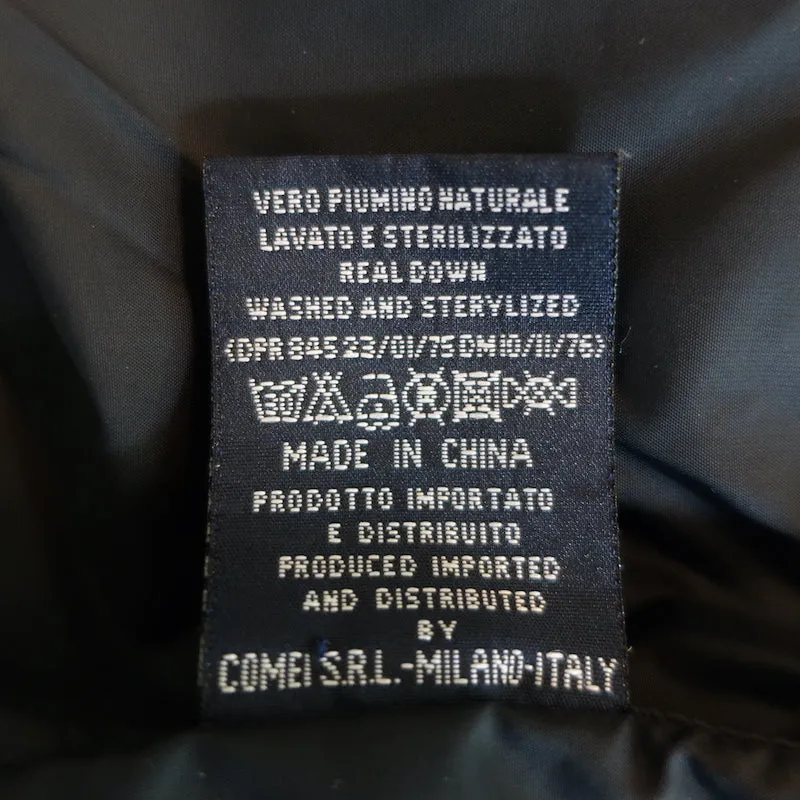 VERO PIUMINO NATURALE
LAVATO E STERILIZZATO
REAL DOWN
WASHED AND STERYLIZED
(DPR 845 23/01/75 DM 10/11/76)
MADE IN CHINA
PRODOTTO IMPORTATO
E DISTRIBUITO
PRODUCED IMPORTED
AND DISTRIBUTED
BY
COMEI S.R.L.-MILANO-ITALY